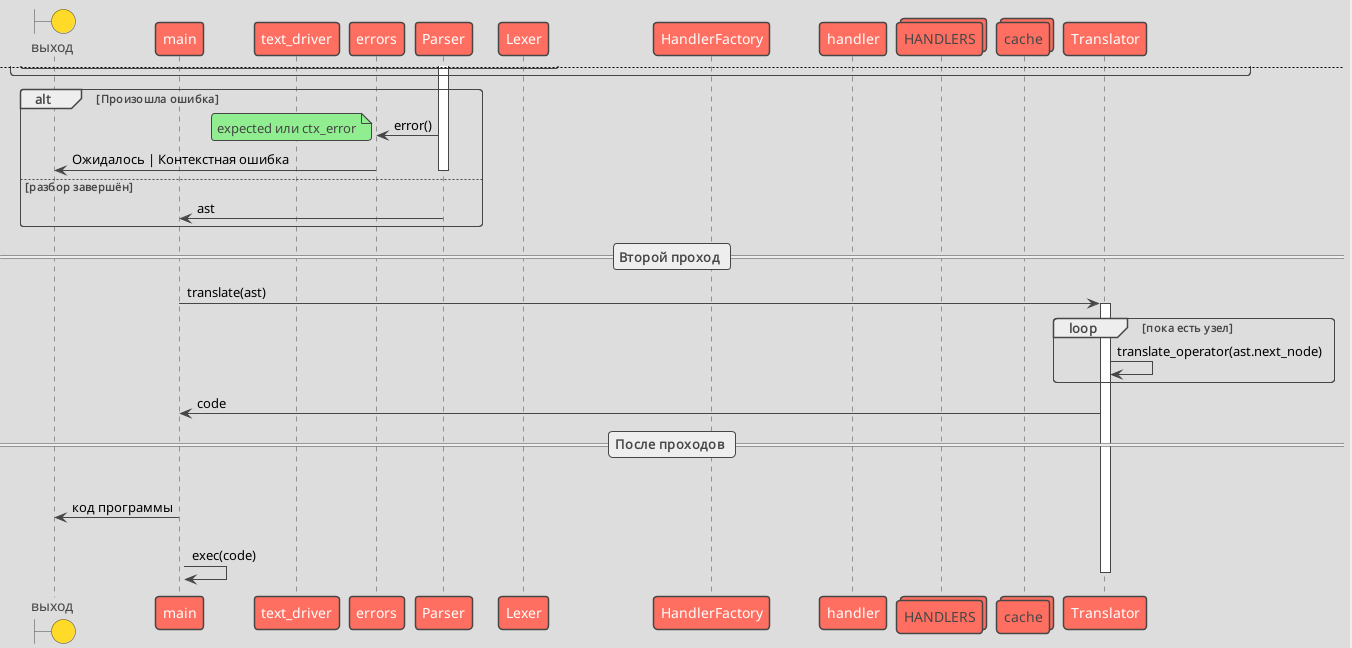 выход
main
text_driver
errors
Parser
Lexer
HandlerFactory
handler
HANDLERS
cache
Translator
alt
[Произошла ошибка]
expected или ctx_error
error()
Ожидалось | Контекстная ошибка
[разбор завершён]
ast
Второй проход
translate(ast)
loop
[пока есть узел]
translate_operator(ast.next_node)
code
После проходов
код программы
exec(code)
выход
main
text_driver
errors
Parser
Lexer
HandlerFactory
handler
HANDLERS
cache
Translator